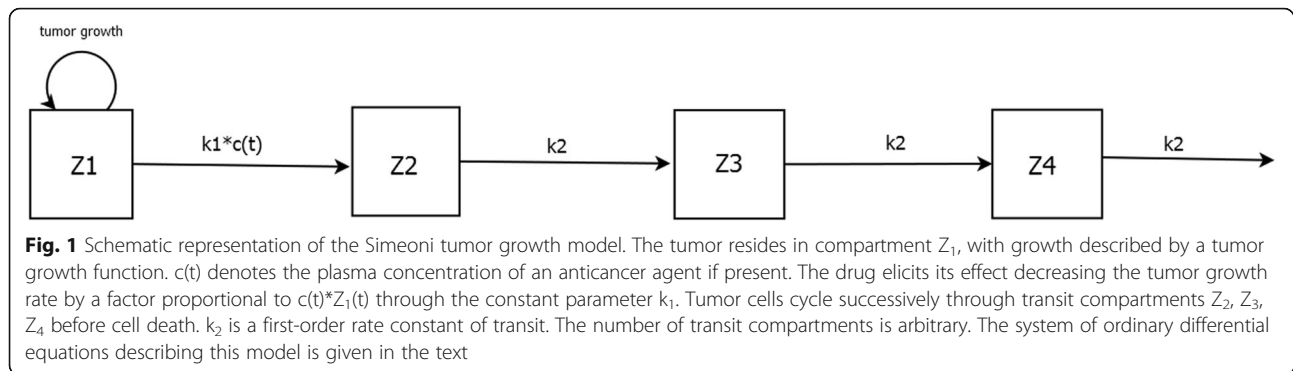 tumor growth
k1*c(t)
k2
k2
k2
Z1
Z2
Z3
Z4
Fig. 1 Schematic representation of the Simeoni tumor growth model. The tumor resides in compartment Z₁, with growth described by a tumor
growth function. c(t) denotes the plasma concentration of an anticancer agent if present. The drug elicits its effect decreasing the tumor growth
rate by a factor proportional to c(t)*Z₁(t) through the constant parameter k₁. Tumor cells cycle successively through transit compartments Z₂, Z₃,
Z₄ before cell death. k₂ is a first-order rate constant of transit. The number of transit compartments is arbitrary. The system of ordinary differential
equations describing this model is given in the text